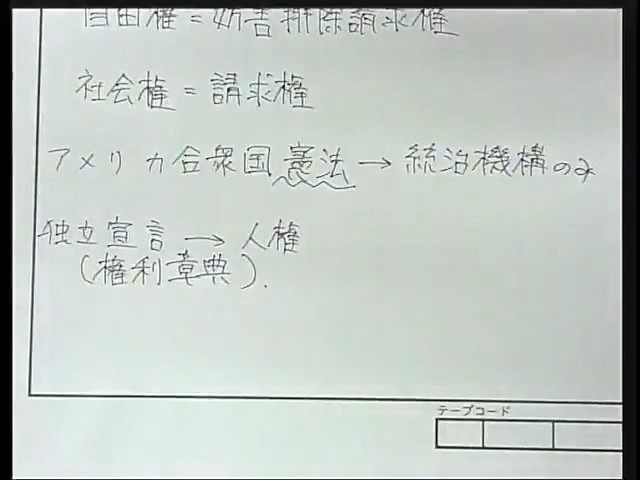 自由権=妨害排除請求権
社会権=請求権
アメリカ合衆国憲法→統治機構のみ
独立宣言→人権
(権利章典).
テープコード